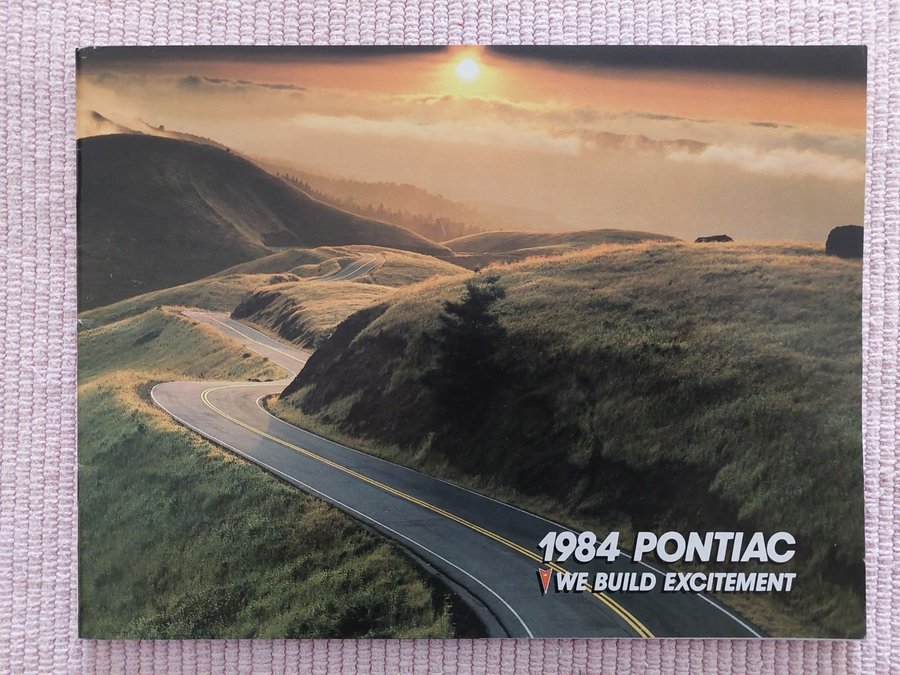 1984 PONTIAC
WE BUILD EXCITEMENT